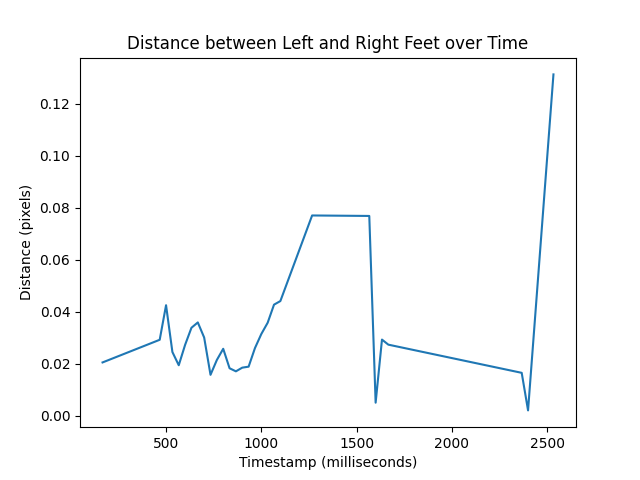 Distance between Left and Right Feet over Time
0.12
0.10
0.08
0.06
0.04
0.02
0.00
Distance (pixels)
500 1000 1500 2000 2500
Timestamp (milliseconds)